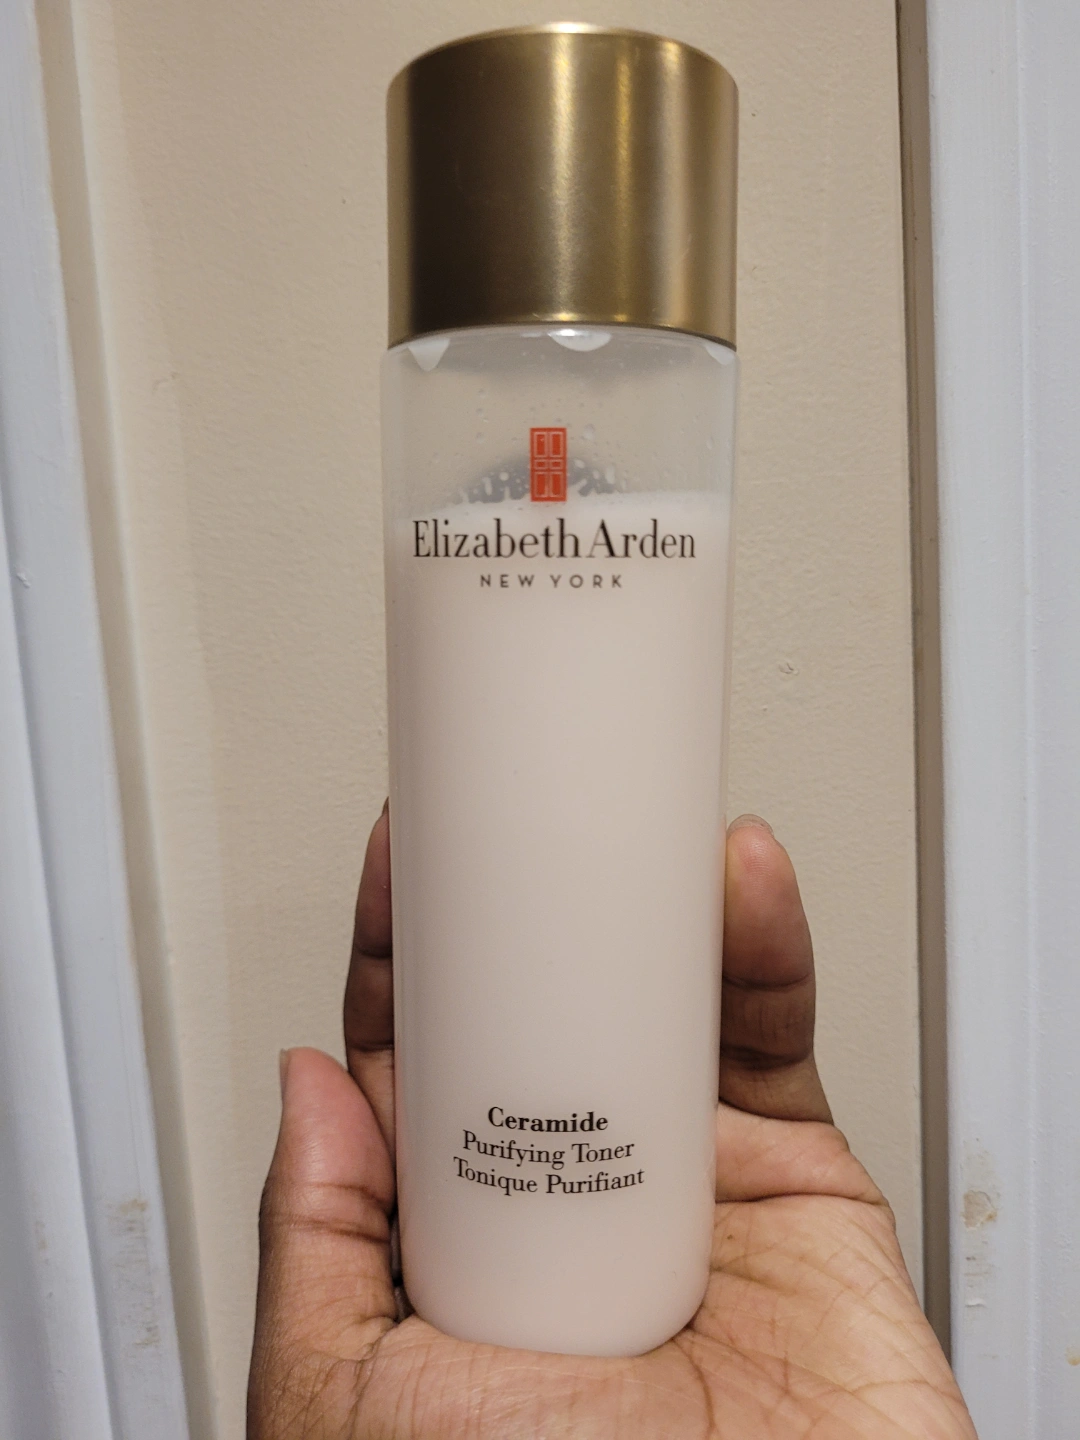 Elizabeth Arden
NEW YORK
Ceramide
Purifying Toner
Tonique Purifiant